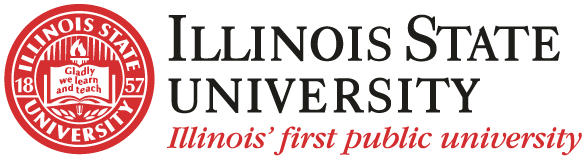 ILLINOIS STATE
18 57
Gladly
we learn
and teach
UNIVERSITY
ILLINOIS STATE
UNIVERSITY
Illinois' first public university